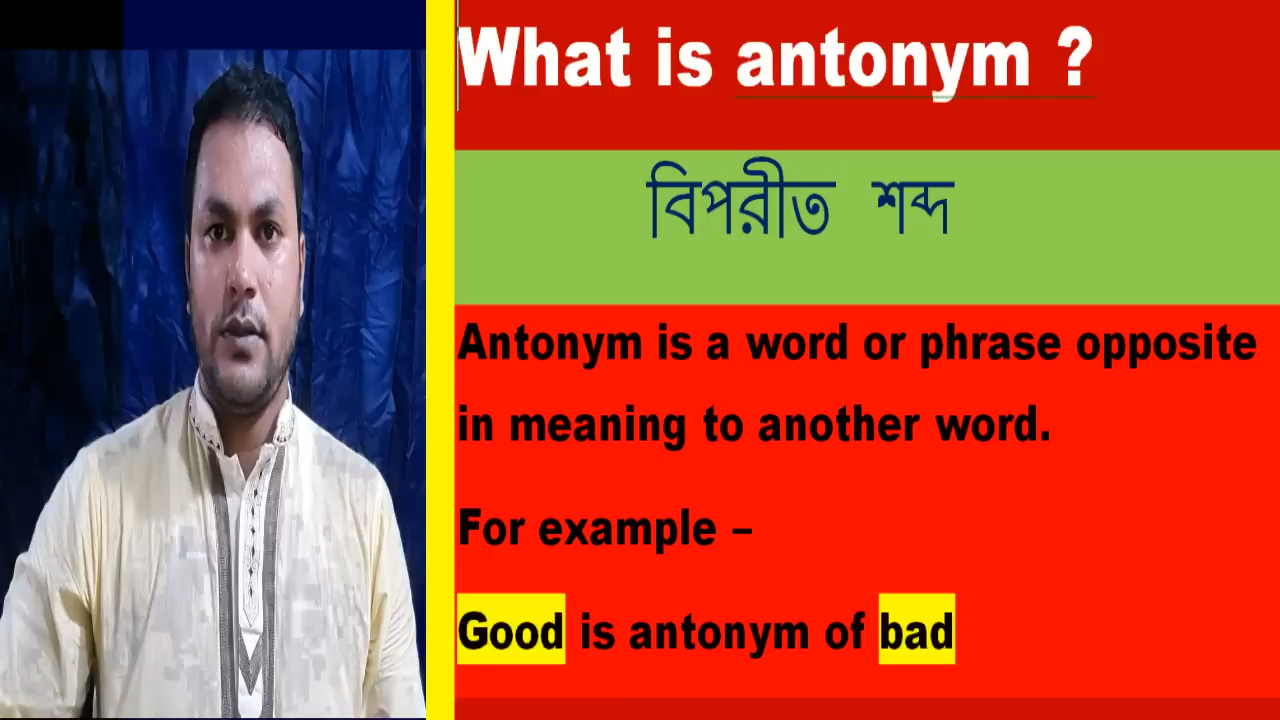 What is antonym ?
বিপরীত শব্দ
Antonym is a word or phrase opposite
in meaning to another word.
For example –
Good is antonym of bad